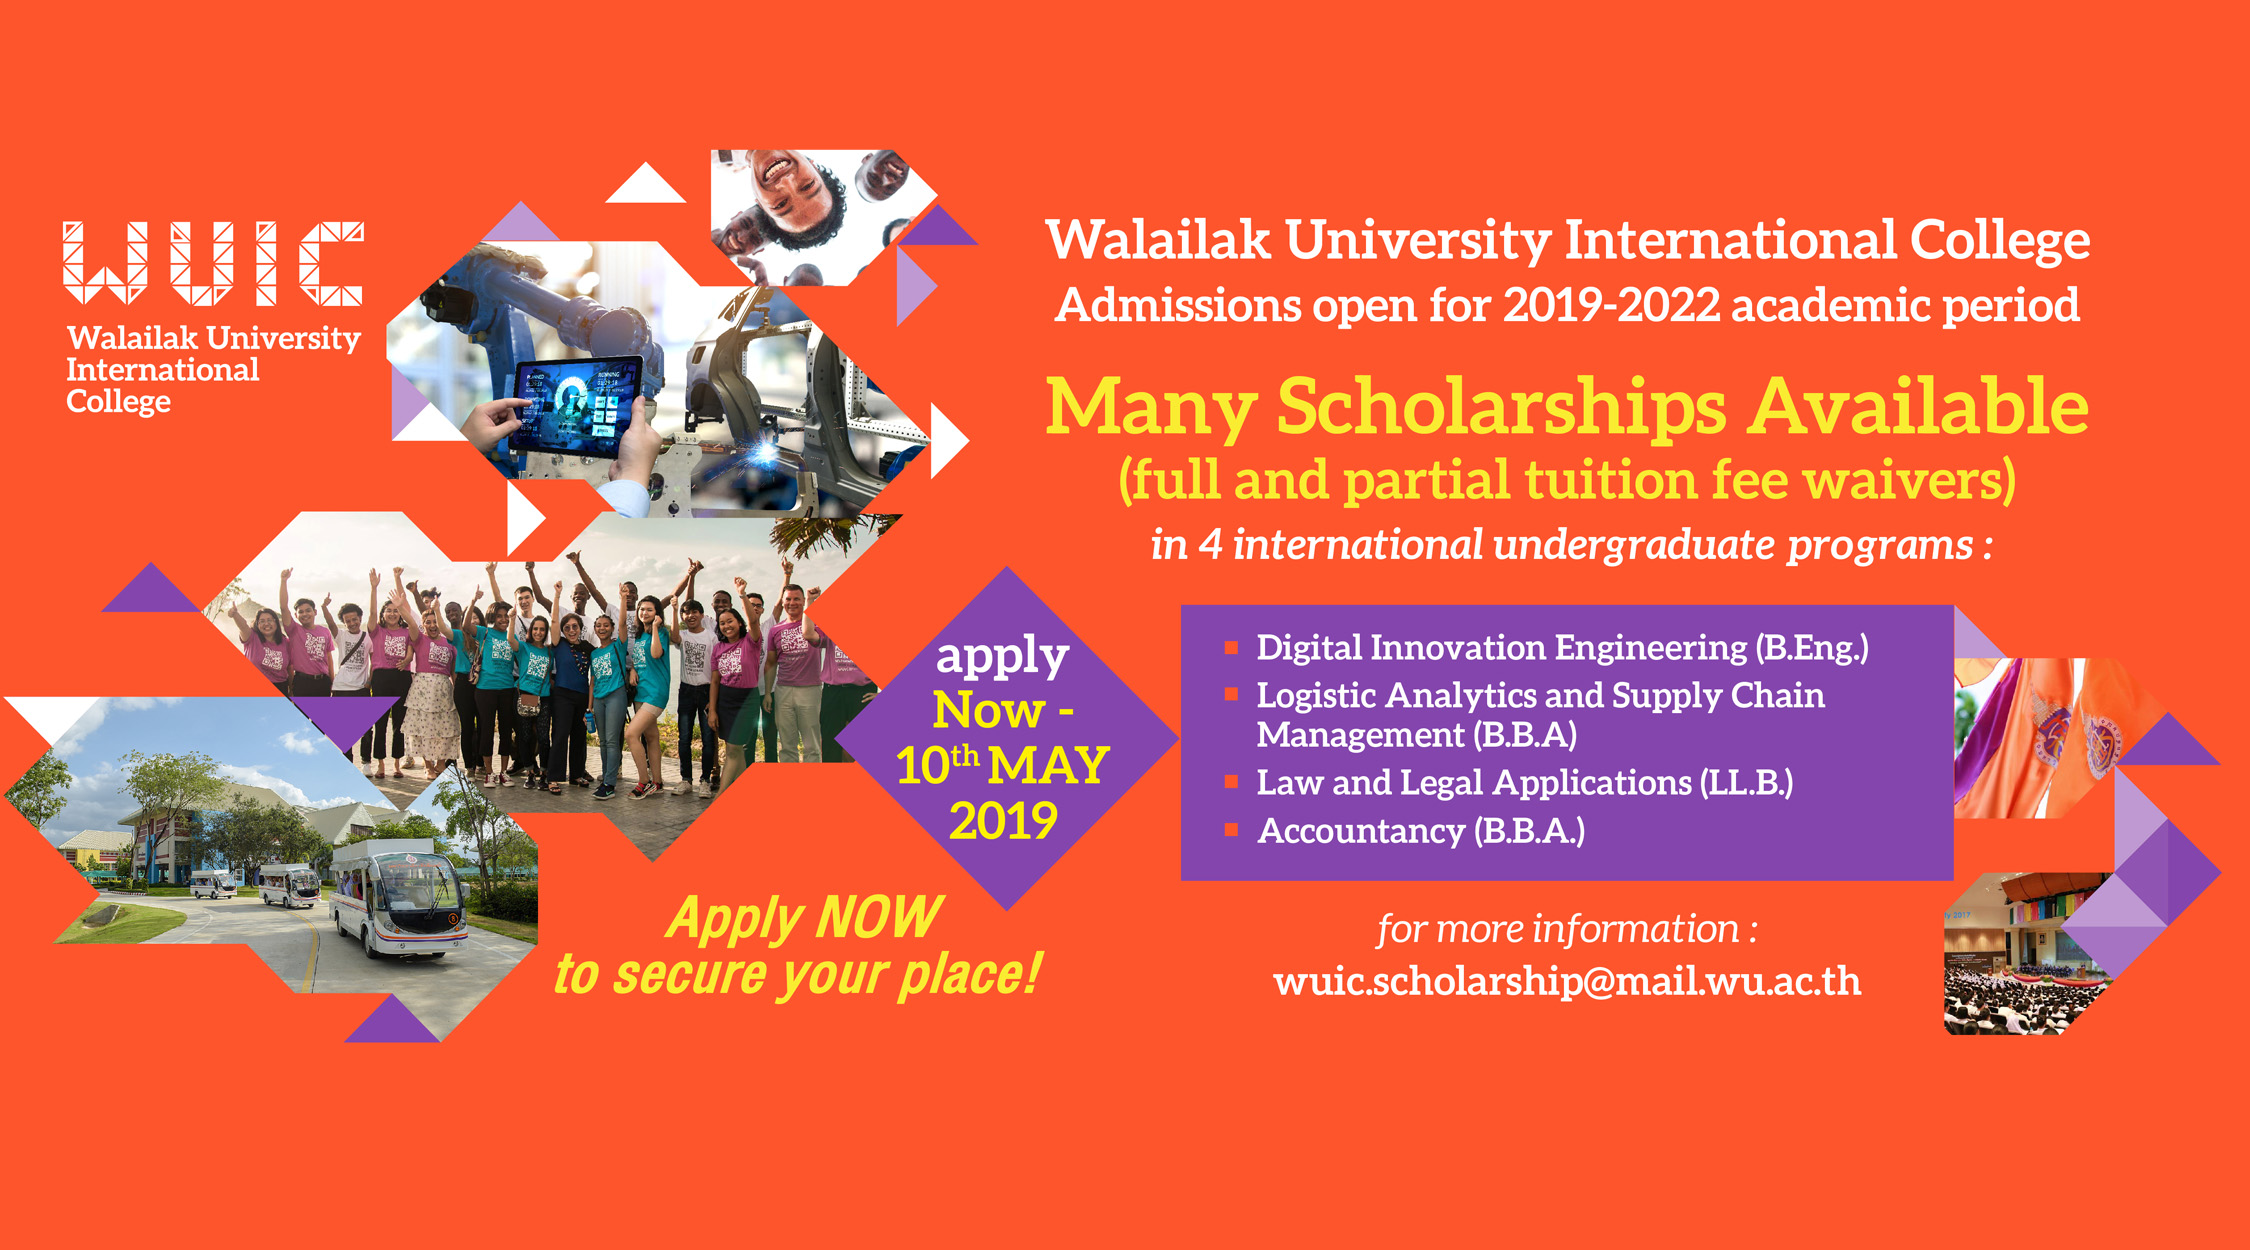 WUIC
Walailak University
International
College
Walailak University International College
Admissions open for 2019-2022 academic period
Many Scholarships Available
(full and partial tuition fee waivers)
in 4 international undergraduate programs :
apply
Now -
10th MAY
2019
Digital Innovation Engineering (B.Eng.)
Logistic Analytics and Supply Chain
Management (B.B.A)
Law and Legal Applications (LL.B.)
Accountancy (B.B.A.)
Apply NOW
to secure your place!
for more information :
wuic.scholarship@mail.wu.ac.th
2017